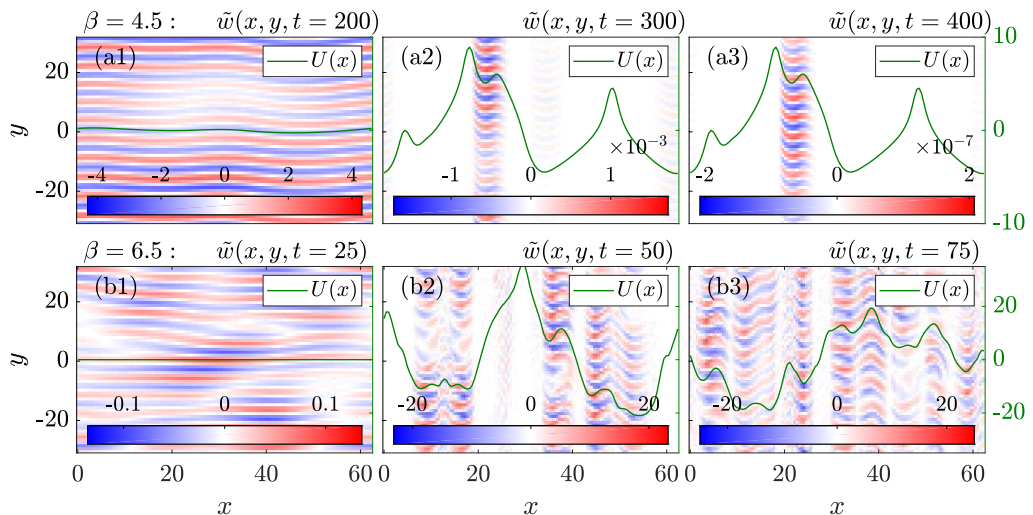 β = 4.5 : w̃(x, y, t = 200) w̃(x, y, t = 300) w̃(x, y, t = 400)
(a1) U(x) (a2) U(x) (a3) U(x) 10
20
y 0 0
×10⁻³ ×10⁻⁷
-4 -2 0 2 4 -1 0 1 -2 0 2
-20
-10
β = 6.5 : w̃(x, y, t = 25) w̃(x, y, t = 50) w̃(x, y, t = 75)
(b1) U(x) (b2) U(x) (b3) U(x)
20 20
y 0 0
-0.1 0 0.1 -20 0 20 -20 0 20
-20 -20
0 20 40 60 0 20 40 60 0 20 40 60
x x x